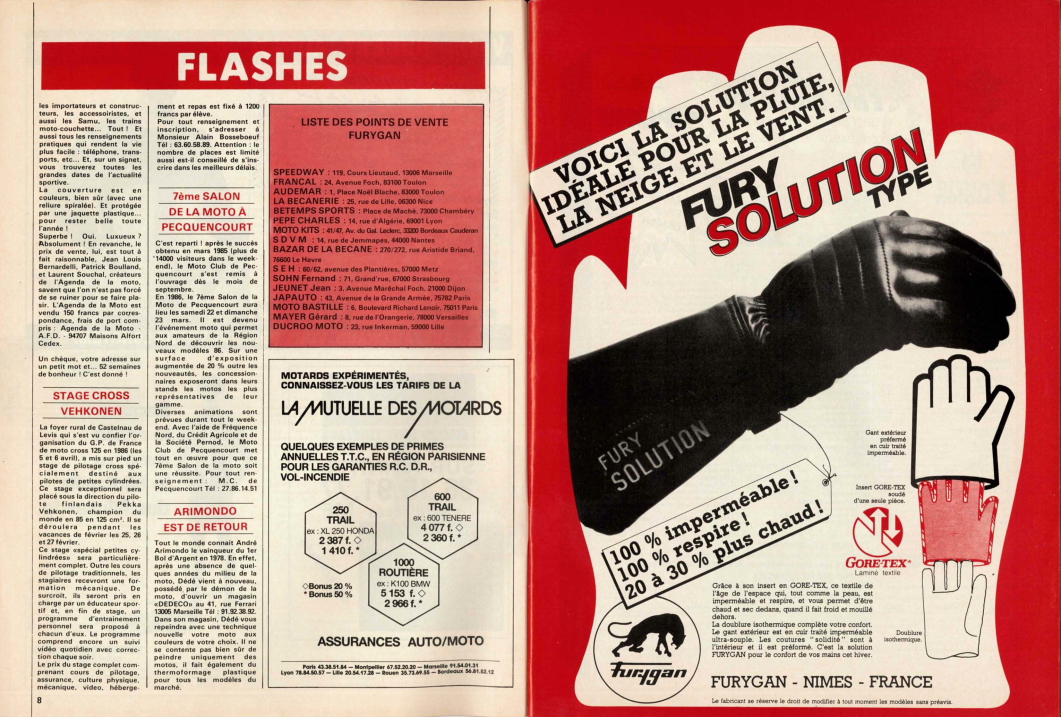 FLASHES
les importateurs et construc-
teurs, les accessoiristes, et
aussi les Samu, les trains
moto-couchette... Tout ! Et
aussi tous les renseignements
pratiques qui rendent la vie
plus facile : téléphone, trans-
ports, etc... Et, sur un signet,
vous trouverez toutes les
grandes dates de l'actualité
sportive.
La couverture est en
couleurs, bien sûr (avec une
reliure spiralée). Et protégée
par une jaquette plastique...
pour rester belle toute
l'année !
Superbe ! Oui. Luxueux ?
Absolument ! En revanche, le
prix de vente, lui, est tout à
fait raisonnable, Jean Louis
Bernardelli, Patrick Boulland,
et Laurent Souchal, créateurs
de l'Agenda de la moto,
savent que l'on n'est pas forcé
de se ruiner pour se faire plai-
sir. L'Agenda de la Moto est
vendu 150 francs par corres-
pondance, frais de port com-
pris : Agenda de la Moto -
A.F.D. - 94707 Maisons Alfort
Cedex.
Un chèque, votre adresse sur
un petit mot et... 52 semaines
de bonheur ! C'est donné !
STAGE CROSS
VEHKONEN
La foyer rural de Castelnau de
Levis qui s'est vu confier l'or-
ganisation du G.P. de France
de moto cross 125 en 1986 (les
5 et 6 avril), a mis sur pied un
stage de pilotage cross spé-
cialement destiné aux
pilotes de petites cylindrées.
Ce stage exceptionnel sera
placé sous la direction du pilo-
te finlandais Pekka
Vehkonen, champion du
monde en 85 en 125 cm³. Il se
déroulera pendant les
vacances de février les 25, 26
et 27 février.
Ce stage «spécial petites cy-
lindrées» sera particulière-
ment complet. Outre les cours
de pilotage traditionnels, les
stagiaires recevront une for-
mation mécanique. De
surcroit, ils seront pris en
charge par un éducateur spor-
tif et, en fin de stage, un
programme d'entrainement
personnel sera proposé à
chacun d'eux. Le programme
comprend encore un suivi
vidéo quotidien avec correc-
tion chaque soir.
Le prix du stage complet com-
prenant cours de pilotage,
assurance, culture physique,
mécanique, video, héberge-
8
ment et repas est fixé à 1200
francs par élève.
Pour tout renseignement et
inscription, s'adresser à
Monsieur Alain Bosseboeuf
Tél : 63.60.58.89. Attention : le
nombre de places est limité
aussi est-il conseillé de s'ins-
crire dans les meilleurs délais.
7ème SALON
DE LA MOTO À
PECQUENCOURT
C'est reparti ! après le succès
obtenu en mars 1985 (plus de
14000 visiteurs dans le week-
end), le Moto Club de Pec-
quencourt s'est remis à
l'ouvrage dès le mois de
septembre.
En 1986, le 7ème Salon de la
Moto de Pecquencourt aura
lieu les samedi 22 et dimanche
23 mars. Il est devenu
l'événement moto qui permet
aux amateurs de la Région
Nord de découvrir les nou-
veaux modèles 86. Sur une
surface d'exposition
augmentée de 20 % outre les
nouveautés, les concession-
naires exposeront dans leurs
stands les motos les plus
représentatives de leur
gamme.
Diverses animations sont
prévues durant tout le week-
end. Avec l'aide de Fréquence
Nord, du Crédit Agricole et de
la Société Pernod, le Moto
Club de Pecquencourt met
tout en œuvre pour que ce
7ème Salon de la moto soit
une réussite. Pour tout ren-
seignement : M.C. de
Pecquencourt Tél : 27.86.14.51
ARIMONDO
EST DE RETOUR
Tout le monde connait André
Arimondo le vainqueur du 1er
Bol d'Argent en 1978. En effet,
après une absence de quel-
ques années du milieu de la
moto, Dédé vient à nouveau,
possédé par le démon de la
moto, d'ouvrir un magasin
«DEDECO» au 41, rue Ferrari
13005 Marseille Tél : 91.92.38.92.
Dans son magasin, Dédé vous
repeindra avec une technique
nouvelle votre moto aux
couleurs de votre choix. Il ne
se contente pas bien sûr de
peindre uniquement des
motos, il fait également du
thermoformage plastique
pour tous les modèles du
marché.
LISTE DES POINTS DE VENTE
FURYGAN
SPEEDWAY : 119, Cours Lieutaud, 13006 Marseille
FRANCAL : 24, Avenue Foch, 83100 Toulon
AUDEMAR : 1, Place Noël Blache, 83000 Toulon
LA BECANERIE : 25, rue de Lille, 06300 Nice
BETEMPS SPORTS : Place de Maché, 73000 Chambéry
PEPE CHARLES : 14, rue d'Algérie, 69001 Lyon
MOTO KITS : 41/47, Av. du Gal. Leclerc, 33200 Bordeaux Cauderan
S D V M : 14, rue de Jemmapes, 44000 Nantes
BAZAR DE LA BECANE : 270/272, rue Aristide Briand,
76600 Le Havre
S E H : 60/62, avenue des Plantières, 57000 Metz
SOHN Fernand : 71, Grand'rue, 67000 Strasbourg
JEUNET Jean : 3, Avenue Maréchal Foch, 21000 Dijon
JAPAUTO : 43, Avenue de la Grande Armée, 75782 Paris
MOTO BASTILLE : 6, Boulevard Richard Lenoir, 75011 Paris
MAYER Gérard : 8, rue de l'Orangerie, 78000 Versailles
DUCROO MOTO : 23, rue Inkerman, 59000 Lille
MOTARDS EXPÉRIMENTÉS,
CONNAISSEZ-VOUS LES TARIFS DE LA
LA MUTUELLE DES MOTARDS
QUELQUES EXEMPLES DE PRIMES
ANNUELLES T.T.C., EN RÉGION PARISIENNE
POUR LES GARANTIES R.C. D.R.,
VOL-INCENDIE
250
TRAIL
ex : XL 250 HONDA
2 387 f. ◇
1 410 f. *
600
TRAIL
ex : 600 TENERE
4 077 f. ◇
2 360 f. *
1000
ROUTIÈRE
ex : K100 BMW
5 153 f. ◇
2 966 f. *
◇Bonus 20 %
* Bonus 50 %
ASSURANCES AUTO/MOTO
Paris 43.38.51.84 — Montpellier 67.52.20.20 — Marseille 91.54.01.31
Lyon 78.84.50.57 — Lille 20.54.17.28 — Rouen 35.73.69.55 — Bordeaux 56.81.52.12
VOICI LA SOLUTION
IDÉALE POUR LA PLUIE,
LA NEIGE ET LE VENT.
FURY
SOLUTION
TYPE
FURY
SOLUTION
100 % imperméable !
100 % respire !
20 à 30 % plus chaud !
Gant extérieur
préformé
en cuir traité
imperméable.
Insert GORE-TEX
soudé
d'une seule pièce.
GORE-TEX
Laminé textile
Doublure
isothermique.
Grâce à son insert en GORE-TEX, ce textile de
l'âge de l'espace qui, tout comme la peau, est
imperméable et respire, et vous permet d'être
chaud et sec dedans, quand il fait froid et mouillé
dehors.
La doublure isothermique complète votre confort.
Le gant extérieur est en cuir traité imperméable
ultra-souple. Les coutures "solidité" sont à
l'intérieur et il est préformé. C'est la solution
FURYGAN pour le confort de vos mains cet hiver.
furygan
FURYGAN - NIMES - FRANCE
Le fabricant se réserve le droit de modifier à tout moment les modèles sans préavis.